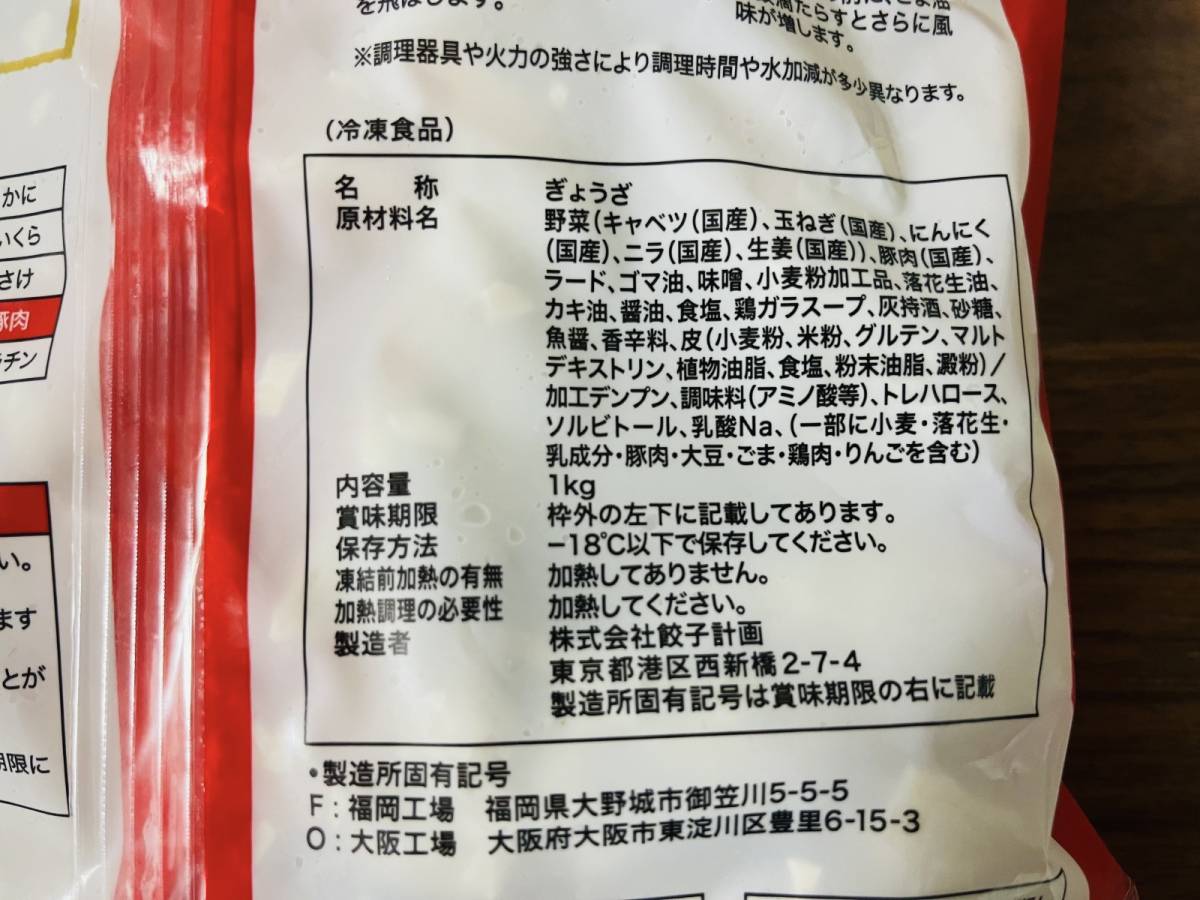 を飛ばします。
味が増します。
滴たらすとさらに風
※調理器具や火力の強さにより調理時間や水加減が多少異なります。
(冷凍食品)
名　　称　ぎょうざ
原材料名　野菜(キャベツ(国産)、玉ねぎ(国産)、にんにく
(国産)、ニラ(国産)、生姜(国産))、豚肉(国産)、
ラード、ゴマ油、味噌、小麦粉加工品、落花生油、
カキ油、醤油、食塩、鶏ガラスープ、灰持酒、砂糖、
魚醤、香辛料、皮(小麦粉、米粉、グルテン、マルト
デキストリン、植物油脂、食塩、粉末油脂、澱粉)/
加工デンプン、調味料(アミノ酸等)、トレハロース、
ソルビトール、乳酸Na、(一部に小麦・落花生・
乳成分・豚肉・大豆・ごま・鶏肉・りんごを含む)
内容量　1kg
賞味期限　枠外の左下に記載してあります。
保存方法　−18℃以下で保存してください。
凍結前加熱の有無　加熱してありません。
加熱調理の必要性　加熱してください。
製造者　株式会社餃子計画
東京都港区西新橋2-7-4
製造所固有記号は賞味期限の右に記載
・製造所固有記号
F：福岡工場　福岡県大野城市御笠川5-5-5
O：大阪工場　大阪府大阪市東淀川区豊里6-15-3
かに
いくら
さけ
豚肉
ラチン
い。
ます
とが
期限に